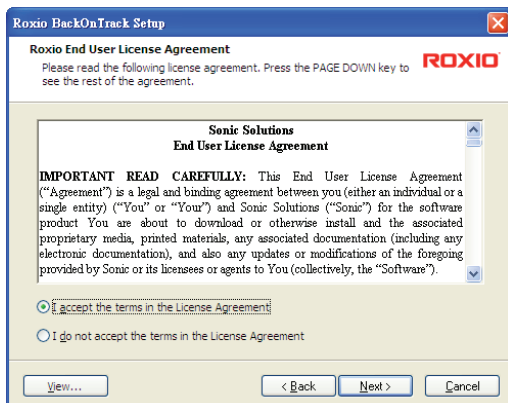 Roxio BackOnTrack Setup
Roxio End User License Agreement
Please read the following license agreement. Press the PAGE DOWN key to
see the rest of the agreement.
ROXIO
Sonic Solutions
End User License Agreement
IMPORTANT READ CAREFULLY: This End User License Agreement
(“Agreement”) is a legal and binding agreement between you (either an individual or a
single entity) (“You” or “Your”) and Sonic Solutions (“Sonic”) for the software
product You are about to download or otherwise install and the associated
proprietary media, printed materials, any associated documentation (including any
electronic documentation), and also any updates or modifications of the foregoing
provided by Sonic or its licensees or agents to You (collectively, the “Software”).
I accept the terms in the License Agreement
I do not accept the terms in the License Agreement
View...
< Back
Next >
Cancel